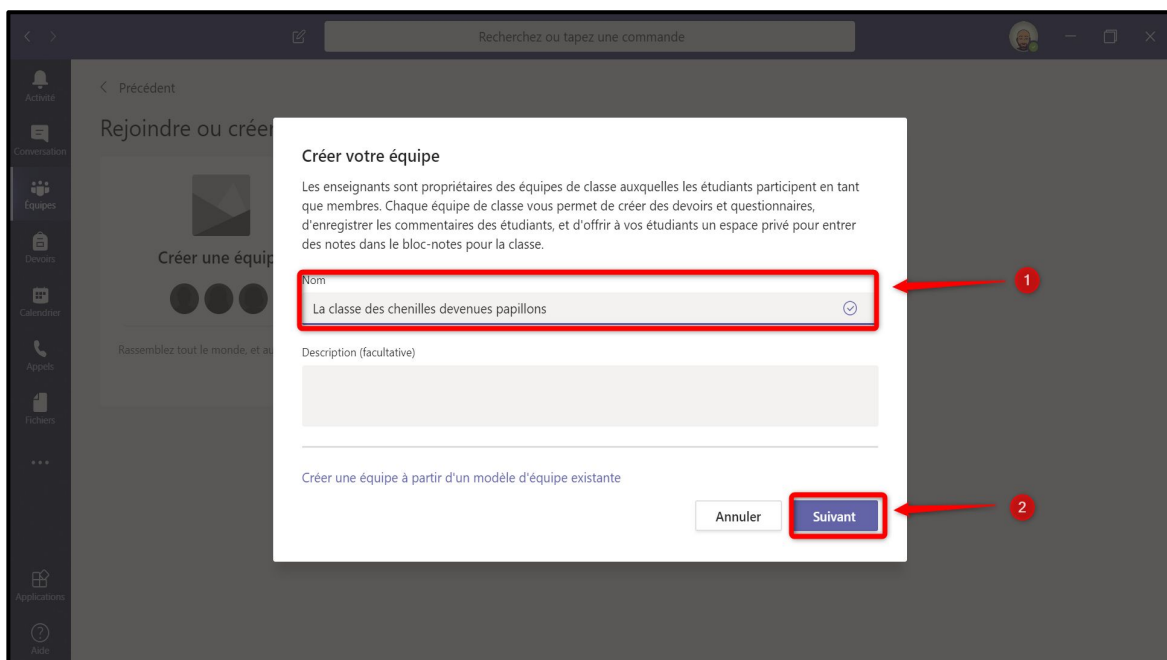 Recherchez ou tapez une commande
Activité
Conversation
Équipes
Devoirs
Calendrier
Appels
Fichiers
Applications
Aide
Précédent
Rejoindre ou créer
Créer une équip
Rassemblez tout le monde, et au
Créer votre équipe
Les enseignants sont propriétaires des équipes de classe auxquelles les étudiants participent en tant
que membres. Chaque équipe de classe vous permet de créer des devoirs et questionnaires,
d'enregistrer les commentaires des étudiants, et d'offrir à vos étudiants un espace privé pour entrer
des notes dans le bloc-notes pour la classe.
Nom
La classe des chenilles devenues papillons
1
Description (facultative)
Créer une équipe à partir d'un modèle d'équipe existante
Annuler
Suivant
2